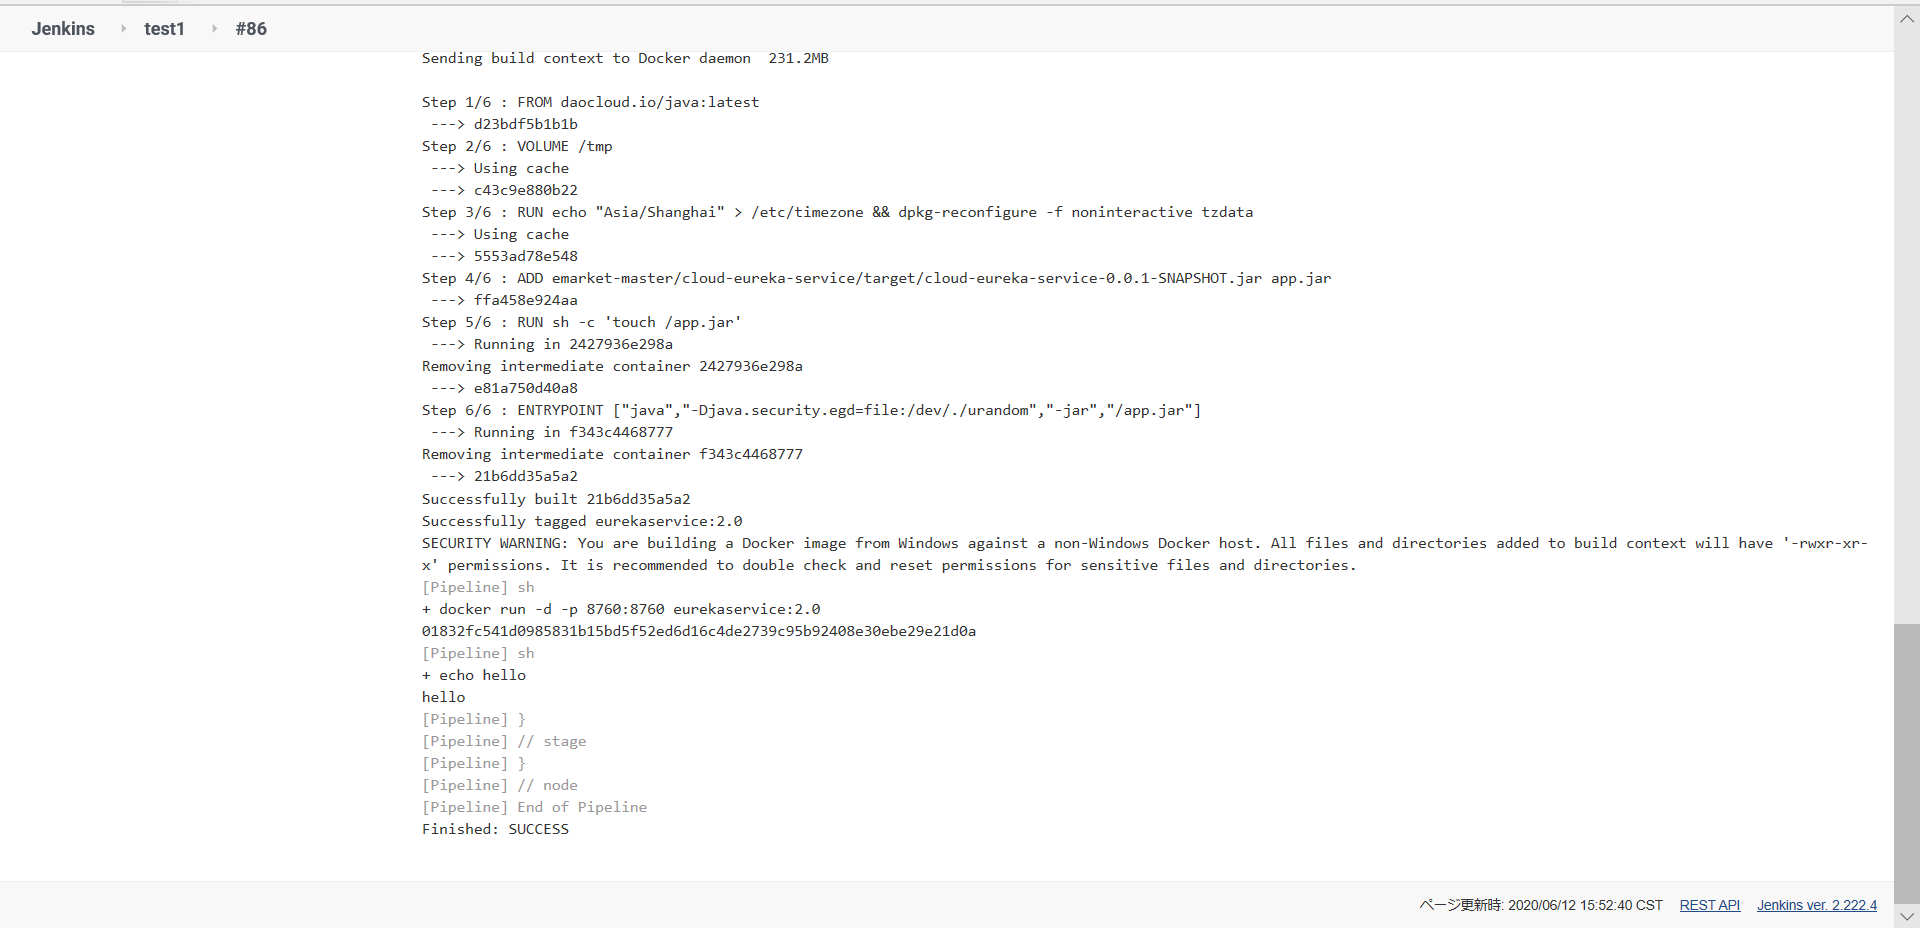 Jenkins test1 #86
Sending build context to Docker daemon  231.2MB
Step 1/6 : FROM daocloud.io/java:latest
 ---> d23bdf5b1b1b
Step 2/6 : VOLUME /tmp
 ---> Using cache
 ---> c43c9e880b22
Step 3/6 : RUN echo "Asia/Shanghai" > /etc/timezone && dpkg-reconfigure -f noninteractive tzdata
 ---> Using cache
 ---> 5553ad78e548
Step 4/6 : ADD emarket-master/cloud-eureka-service/target/cloud-eureka-service-0.0.1-SNAPSHOT.jar app.jar
 ---> ffa458e924aa
Step 5/6 : RUN sh -c 'touch /app.jar'
 ---> Running in 2427936e298a
Removing intermediate container 2427936e298a
 ---> e81a750d40a8
Step 6/6 : ENTRYPOINT ["java","-Djava.security.egd=file:/dev/./urandom","-jar","/app.jar"]
 ---> Running in f343c4468777
Removing intermediate container f343c4468777
 ---> 21b6dd35a5a2
Successfully built 21b6dd35a5a2
Successfully tagged eurekaservice:2.0
SECURITY WARNING: You are building a Docker image from Windows against a non-Windows Docker host. All files and directories added to build context will have '-rwxr-xr-
x' permissions. It is recommended to double check and reset permissions for sensitive files and directories.
[Pipeline] sh
+ docker run -d -p 8760:8760 eurekaservice:2.0
01832fc541d0985831b15bd5f52ed6d16c4de2739c95b92408e30ebe29e21d0a
[Pipeline] sh
+ echo hello
hello
[Pipeline] }
[Pipeline] // stage
[Pipeline] }
[Pipeline] // node
[Pipeline] End of Pipeline
Finished: SUCCESS
ページ更新時: 2020/06/12 15:52:40 CST REST API Jenkins ver. 2.222.4